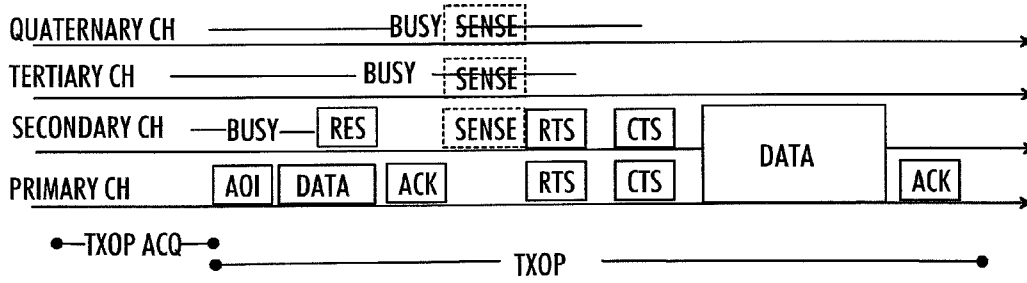 QUATERNARY CH BUSY SENSE
TERTIARY CH BUSY SENSE
SECONDARY CH BUSY RES SENSE RTS CTS
DATA
PRIMARY CH AOI DATA ACK RTS CTS ACK
TXOP ACQ
TXOP